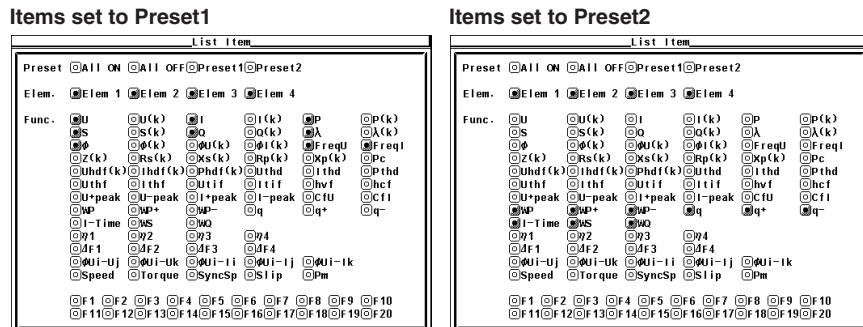 Items set to Preset1
List Item
Preset All ON All OFF Preset1 Preset2
Elem. Elem 1 Elem 2 Elem 3 Elem 4
Func. U U(k) I I(k) P P(k)
S S(k) Q Q(k) λ λ(k)
ϕ ϕ(k) ϕU(k) ϕI(k) FreqU FreqI
Z(k) Rs(k) Xs(k) Rp(k) Xp(k) Pc
Uhdf(k) Ihdf(k) Phdf(k) Uthd Ithd Pthd
Uthf Ithf Utif Itif hvf hcf
U+peak U-peak I+peak I-peak CfU CfI
WP WP+ WP- q q+ q-
I-Time WS WQ
η1 η2 η3 η4
ΔF1 ΔF2 ΔF3 ΔF4
ϕUi-Uj ϕUi-Uk ϕUi-Ii ϕUi-Ij ϕUi-Ik
Speed Torque SyncSp Slip Pm
F1 F2 F3 F4 F5 F6 F7 F8 F9 F10
F11 F12 F13 F14 F15 F16 F17 F18 F19 F20
Items set to Preset2
List Item
Preset All ON All OFF Preset1 Preset2
Elem. Elem 1 Elem 2 Elem 3 Elem 4
Func. U U(k) I I(k) P P(k)
S S(k) Q Q(k) λ λ(k)
ϕ ϕ(k) ϕU(k) ϕI(k) FreqU FreqI
Z(k) Rs(k) Xs(k) Rp(k) Xp(k) Pc
Uhdf(k) Ihdf(k) Phdf(k) Uthd Ithd Pthd
Uthf Ithf Utif Itif hvf hcf
U+peak U-peak I+peak I-peak CfU CfI
WP WP+ WP- q q+ q-
I-Time WS WQ
η1 η2 η3 η4
ΔF1 ΔF2 ΔF3 ΔF4
ϕUi-Uj ϕUi-Uk ϕUi-Ii ϕUi-Ij ϕUi-Ik
Speed Torque SyncSp Slip Pm
F1 F2 F3 F4 F5 F6 F7 F8 F9 F10
F11 F12 F13 F14 F15 F16 F17 F18 F19 F20